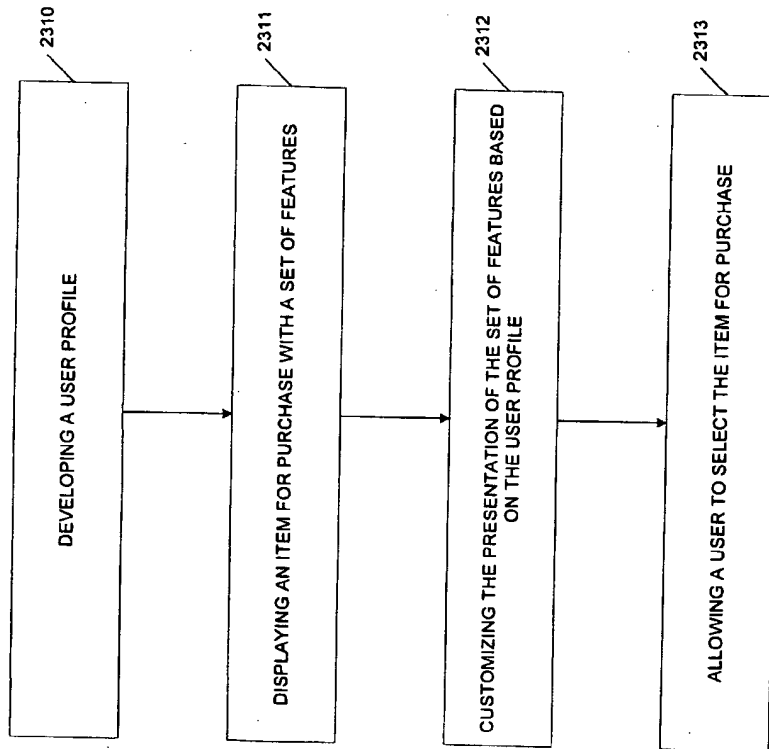 2310
DEVELOPING A USER PROFILE
2311
DISPLAYING AN ITEM FOR PURCHASE WITH A SET OF FEATURES
2312
CUSTOMIZING THE PRESENTATION OF THE SET OF FEATURES BASED
ON THE USER PROFILE
2313
ALLOWING A USER TO SELECT THE ITEM FOR PURCHASE